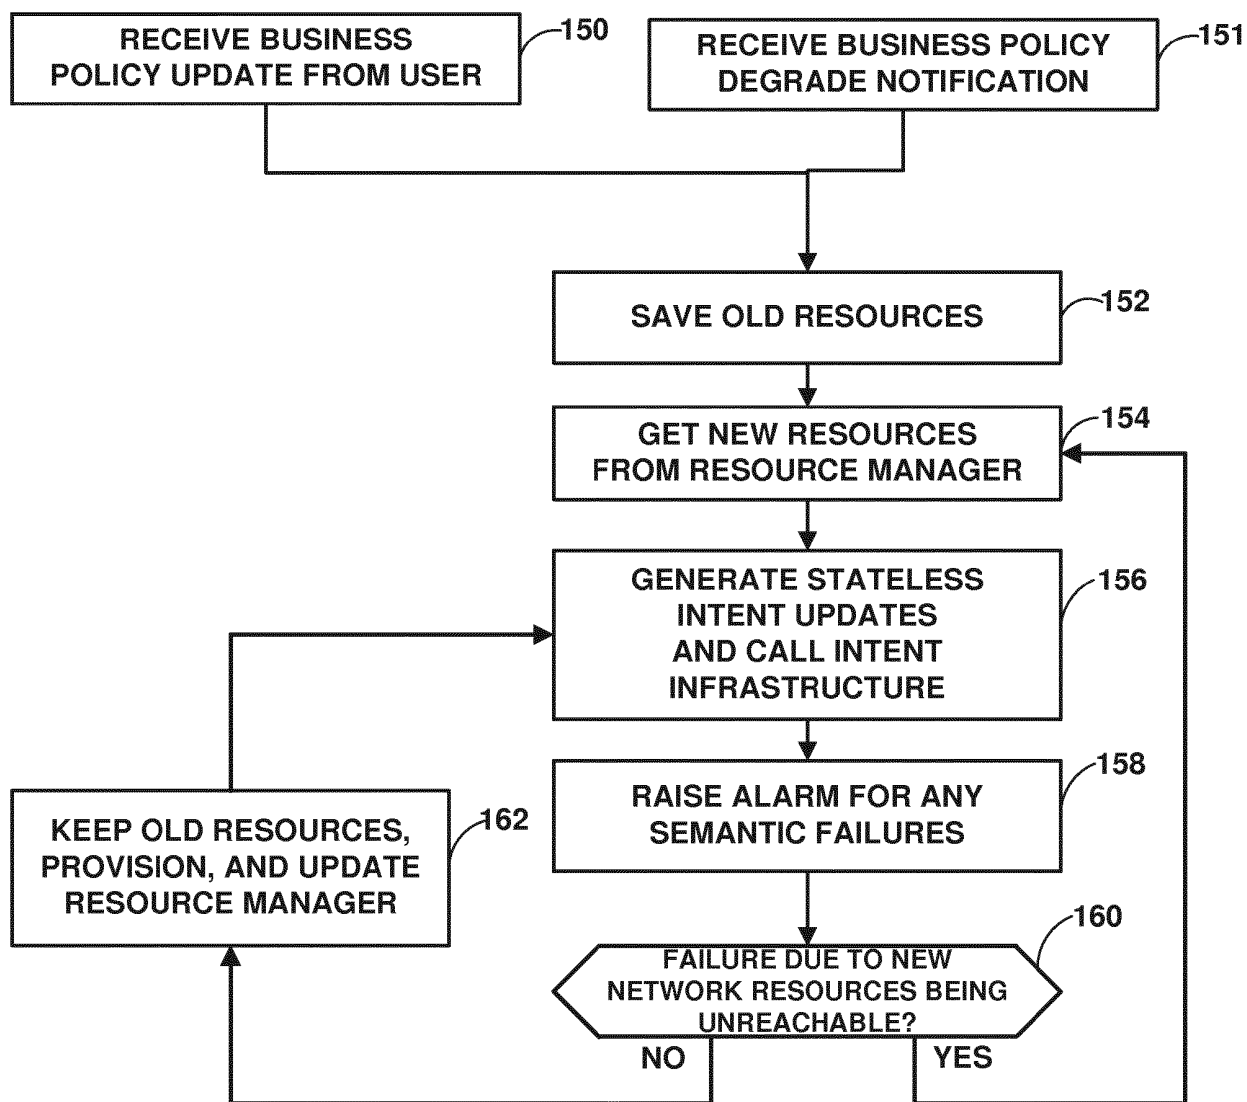 RECEIVE BUSINESS
POLICY UPDATE FROM USER
150
RECEIVE BUSINESS POLICY
DEGRADE NOTIFICATION
151
SAVE OLD RESOURCES
152
GET NEW RESOURCES
FROM RESOURCE MANAGER
154
GENERATE STATELESS
INTENT UPDATES
AND CALL INTENT
INFRASTRUCTURE
156
RAISE ALARM FOR ANY
SEMANTIC FAILURES
158
KEEP OLD RESOURCES,
PROVISION, AND UPDATE
RESOURCE MANAGER
162
FAILURE DUE TO NEW
NETWORK RESOURCES BEING
UNREACHABLE?
160
NO
YES